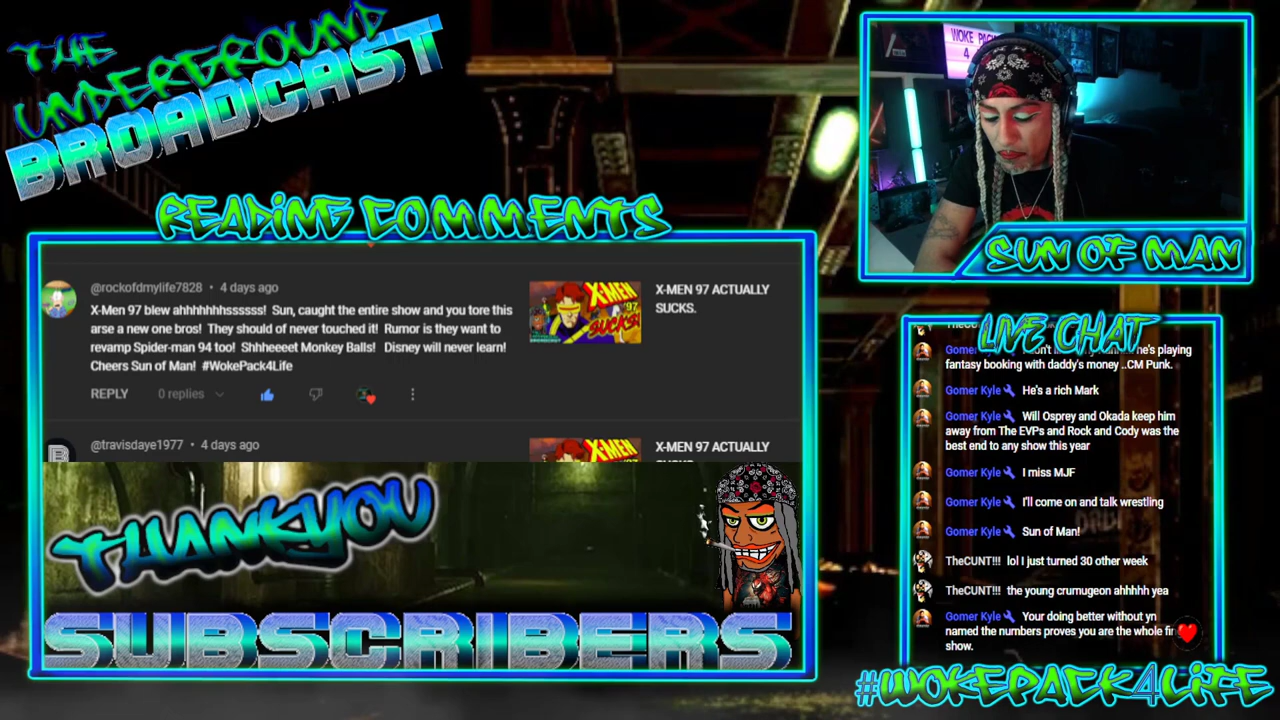 THE
UNDERGROUND
BROADCAST
WOKE PACK
4
SUN OF MAN
READING COMMENTS
@rockofdmylife7828 • 4 days ago
X-Men 97 blew ahhhhhhssssss! Sun, caught the entire show and you tore this
arse a new one bros! They should of never touched it! Rumor is they want to
revamp Spider-man 94 too! Shhheeeet Monkey Balls! Disney will never learn!
Cheers Sun of Man! #WokePack4Life
REPLY 0 replies
X-MEN
'97
SUCKS!
X-MEN 97 ACTUALLY
SUCKS.
@travisdaye1977 • 4 days ago
B
X-MEN
X-MEN 97 ACTUALLY
THANKYOU
SUBSCRIBERS
LIVE CHAT
Gomer he's playing
fantasy booking with daddy's money ..CM Punk.
Gomer Kyle He's a rich Mark
Gomer Kyle Will Osprey and Okada keep him
away from The EVPs and Rock and Cody was the
best end to any show this year
Gomer Kyle I miss MJF
Gomer Kyle I'll come on and talk wrestling
Gomer Kyle Sun of Man!
TheCUNT!!! lol I just turned 30 other week
TheCUNT!!! the young crumugeon ahhhhh yea
Gomer Kyle Your doing better without yn
named the numbers proves you are the whole
show.
#WOKEPACK4LIFE